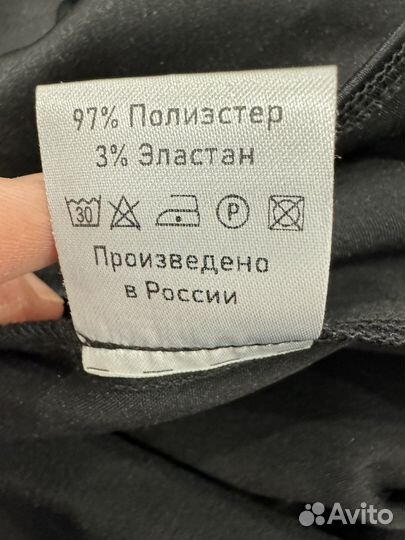 97% Полиэстер
3% Эластан
30 P
Произведено
в России
Avito